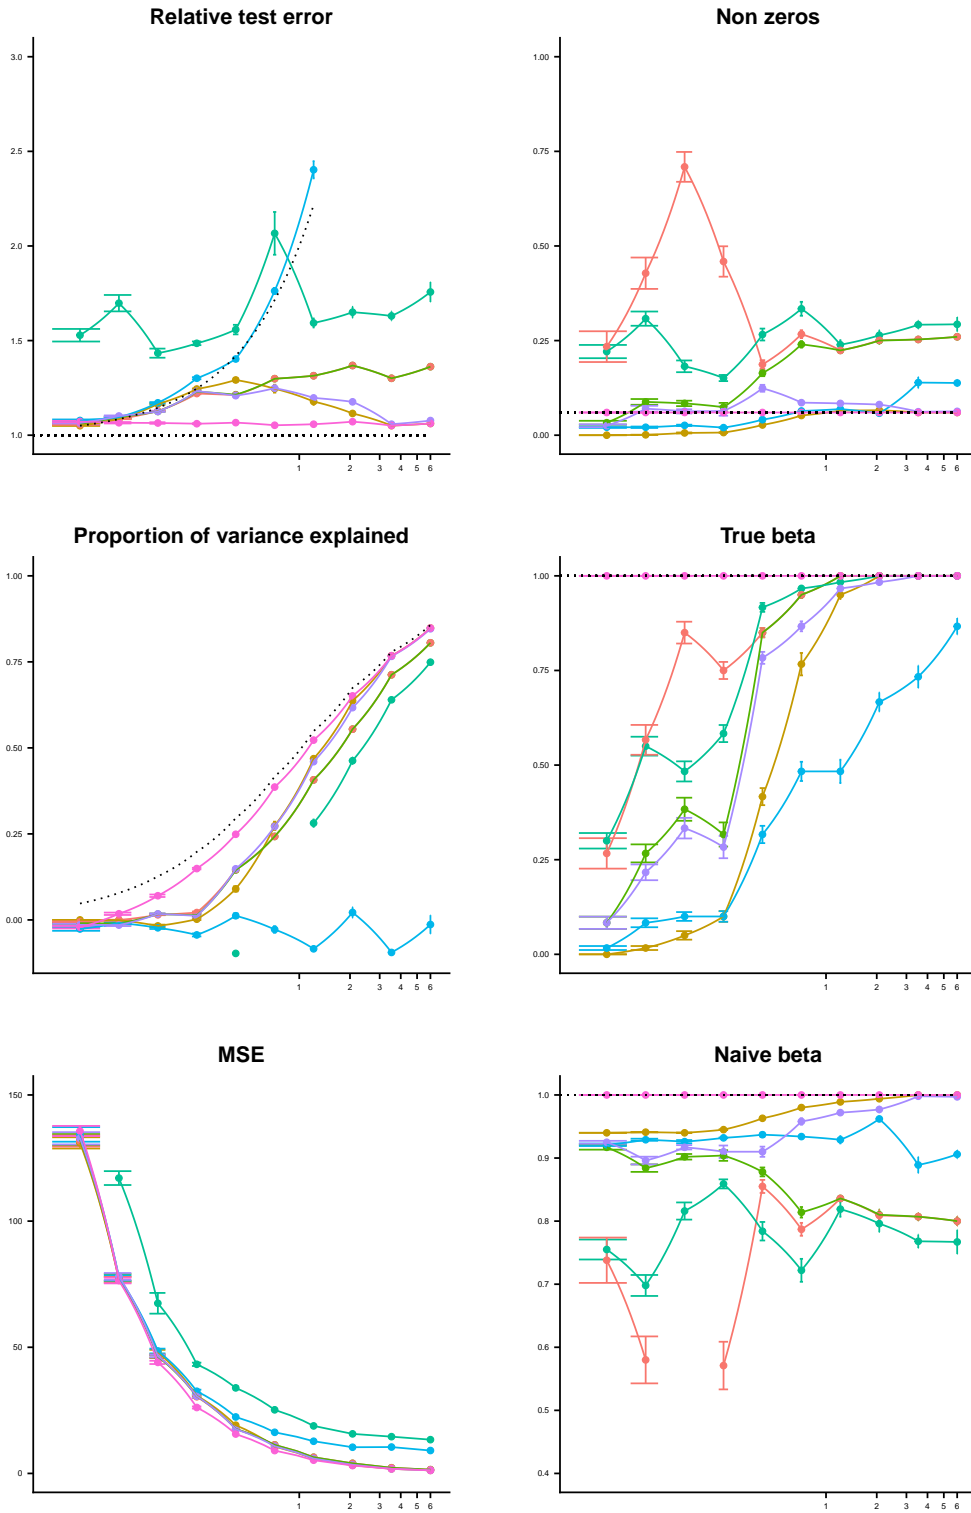 Relative test error
3.0
2.5
2.0
1.5
1.0
1 2 3 4 5 6
Non zeros
1.00
0.75
0.50
0.25
0.00
1 2 3 4 5 6
Proportion of variance explained
1.00
0.75
0.50
0.25
0.00
1 2 3 4 5 6
True beta
1.00
0.75
0.50
0.25
0.00
1 2 3 4 5 6
MSE
150
100
50
0
1 2 3 4 5 6
Naive beta
1.0
0.9
0.8
0.7
0.6
0.5
0.4
1 2 3 4 5 6